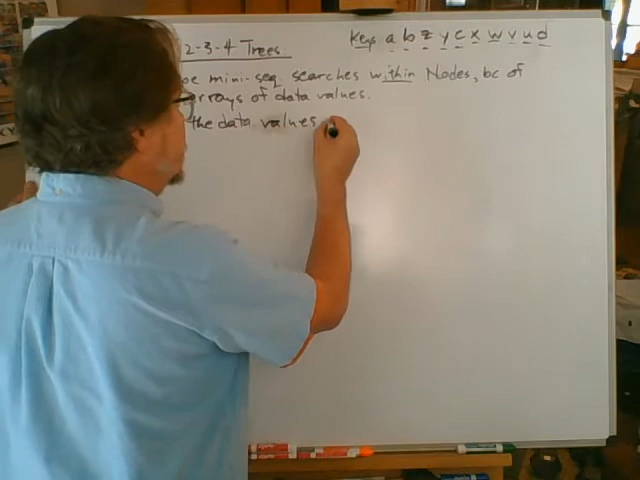 2-3-4 Trees.
Keys a b z y c x w v u d
mini-seq. searches within Nodes, bc of
arrays of data values.
the data values